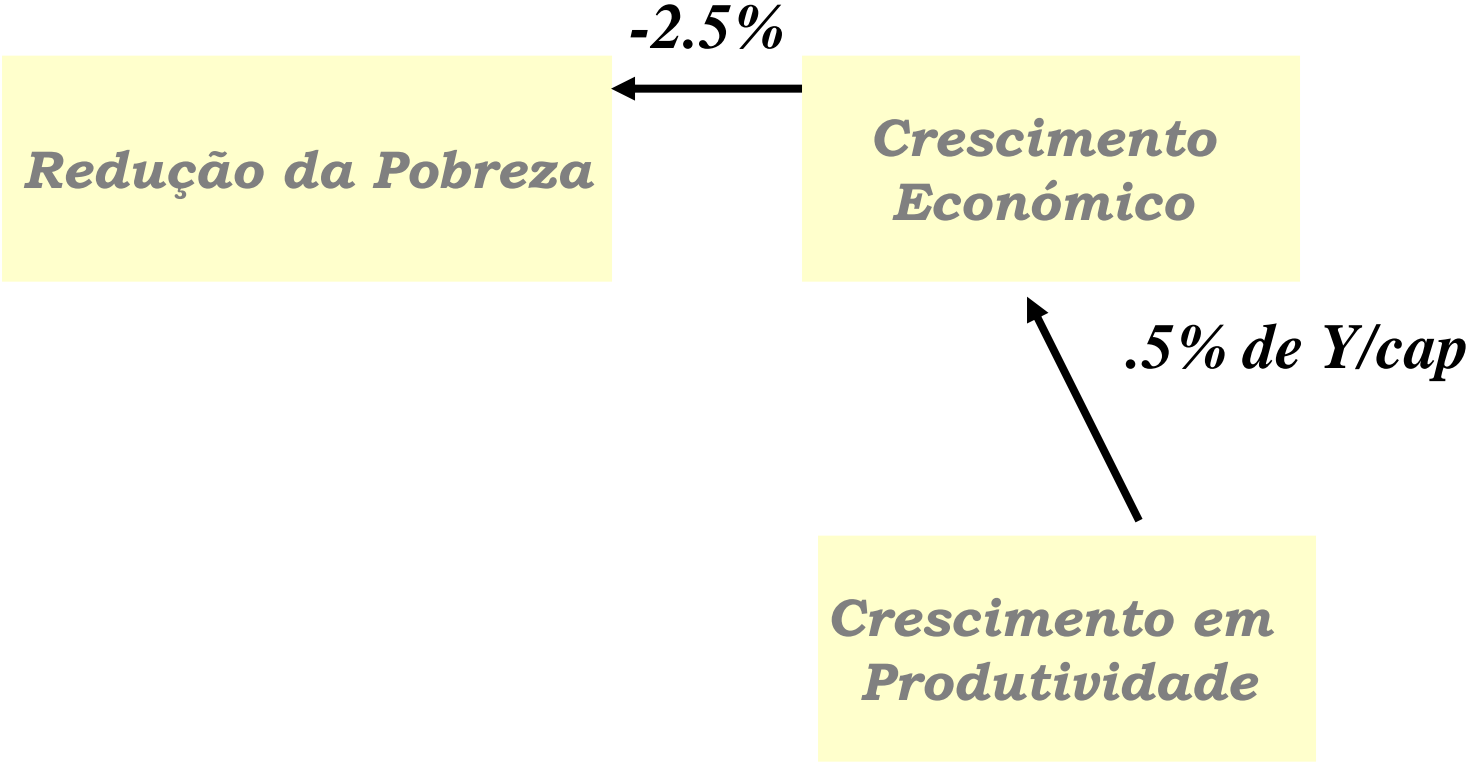 -2.5%
Redução da Pobreza
Crescimento
Económico
.5% de Y/cap
Crescimento em
Produtividade